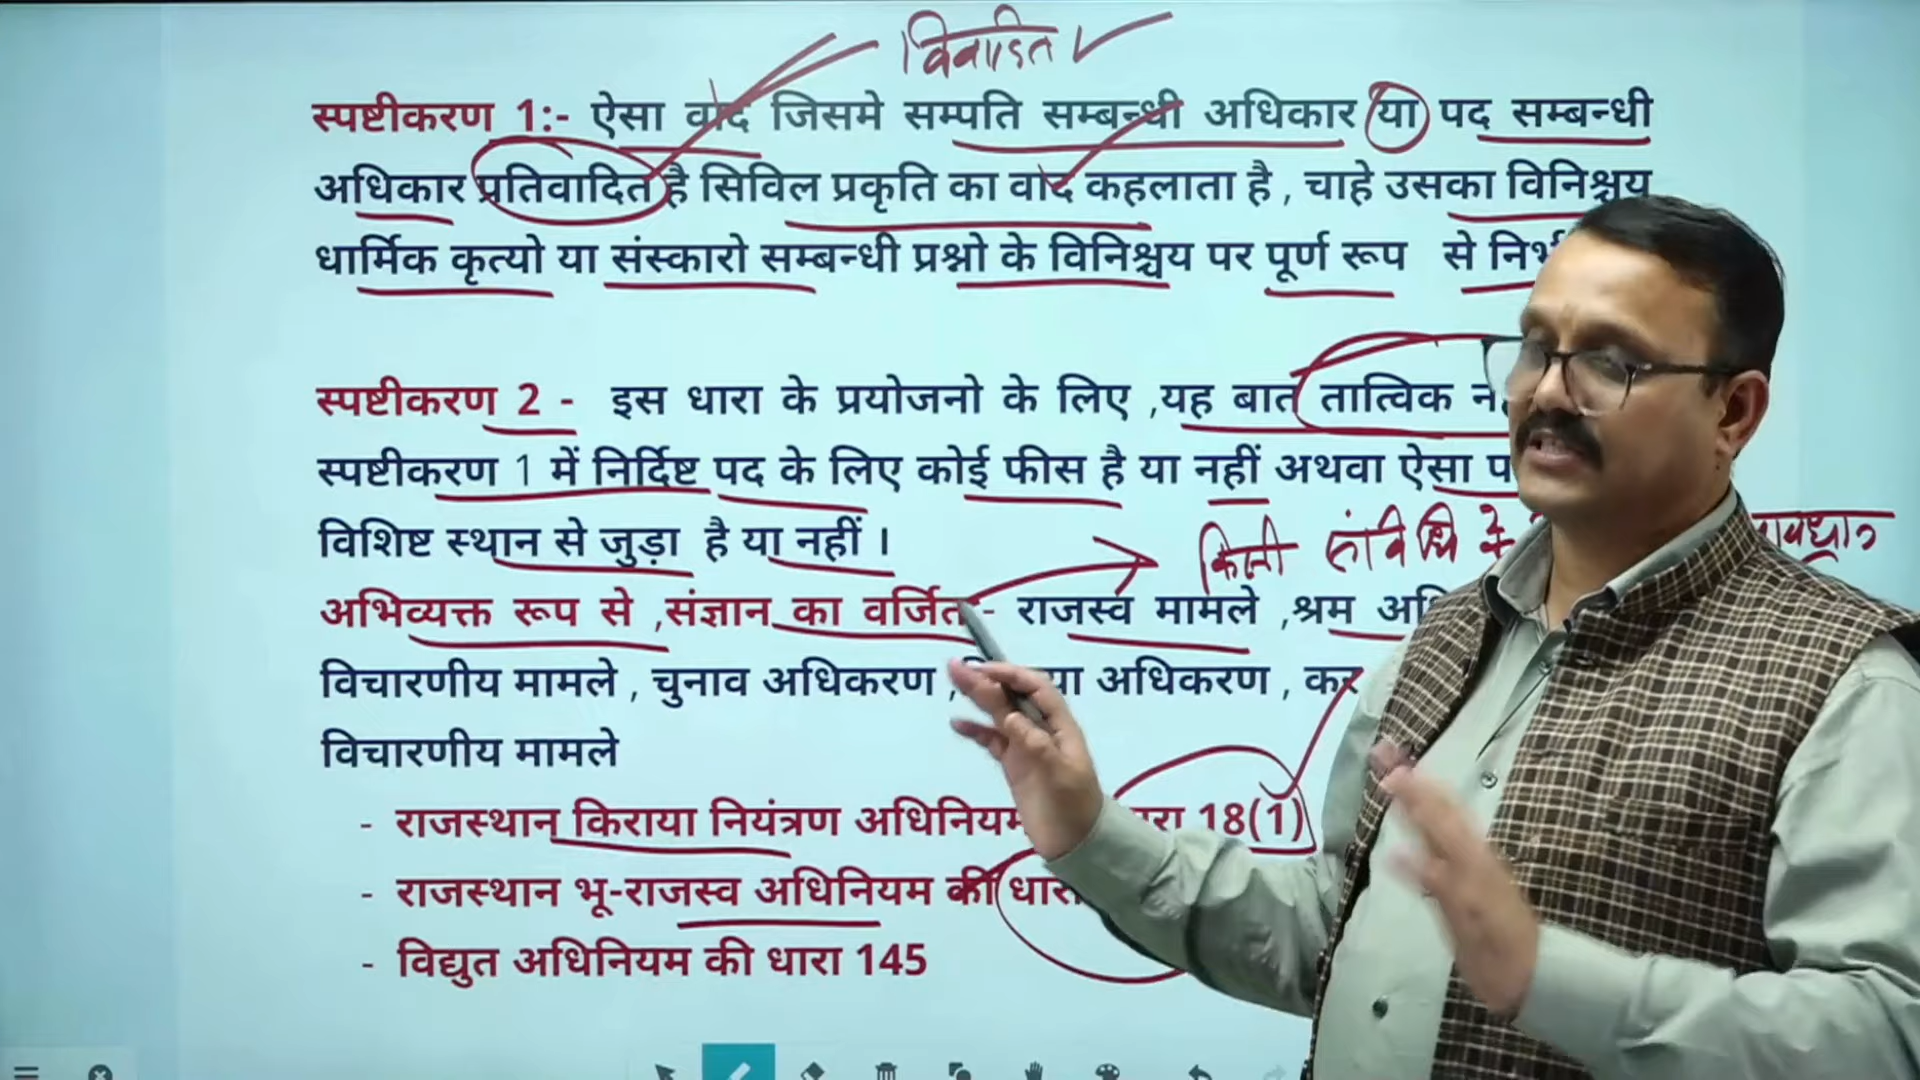 विवादित
स्पष्टीकरण 1:- ऐसा वाद जिसमे सम्पति सम्बन्धी अधिकार या पद सम्बन्धी
अधिकार प्रतिवादित है सिविल प्रकृति का वाद कहलाता है , चाहे उसका विनिश्चय
धार्मिक कृत्यो या संस्कारो सम्बन्धी प्रश्नो के विनिश्चय पर पूर्ण रूप से
स्पष्टीकरण 2 - इस धारा के प्रयोजनो के लिए ,यह बात तात्विक
स्पष्टीकरण 1 में निर्दिष्ट पद के लिए कोई फीस है या नहीं अथवा ऐसा
विशिष्ट स्थान से जुड़ा है या नहीं ।
किसी संविधि के
अभिव्यक्त रूप से ,संज्ञान का वर्जित - राजस्व मामले ,श्रम
विचारणीय मामले , चुनाव अधिकरण , अधिकरण , कर
विचारणीय मामले
- राजस्थान किराया नियंत्रण अधिनियम 18(1)
- राजस्थान भू-राजस्व अधिनियम की धारा
- विद्युत अधिनियम की धारा 145